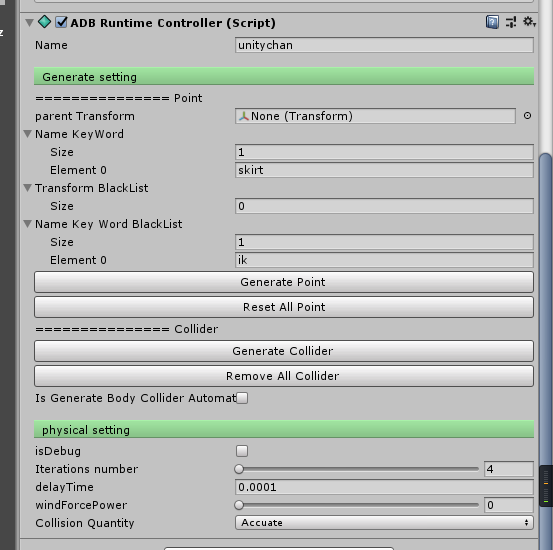 ADB Runtime Controller (Script)
Name unitychan
Generate setting
=============== Point
parent Transform None (Transform)
Name KeyWord
Size 1
Element 0 skirt
Transform BlackList
Size 0
Name Key Word BlackList
Size 1
Element 0 ik
Generate Point
Reset All Point
=============== Collider
Generate Collider
Remove All Collider
Is Generate Body Collider Automat
physical setting
isDebug
Iterations number 4
delayTime 0.0001
windForcePower 0
Collision Quantity Accuate